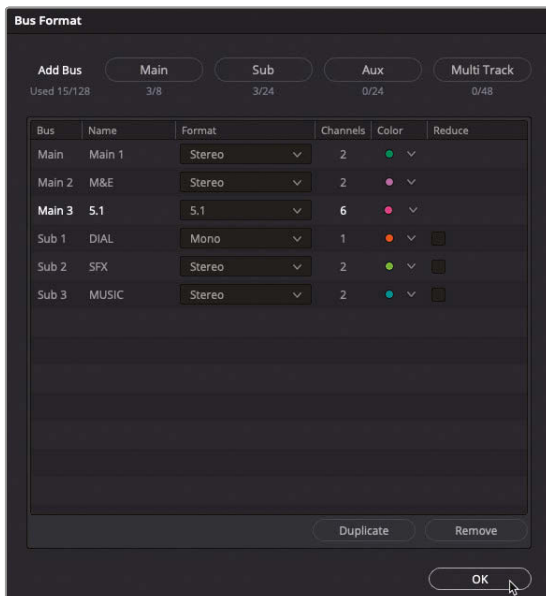 Bus Format
Add Bus Main Sub Aux Multi Track
Used 15/128 3/8 3/24 0/24 0/48
Bus Name Format Channels Color Reduce
Main Main 1 Stereo 2
Main 2 M&E Stereo 2
Main 3 5.1 5.1 6
Sub 1 DIAL Mono 1
Sub 2 SFX Stereo 2
Sub 3 MUSIC Stereo 2
Duplicate Remove
OK